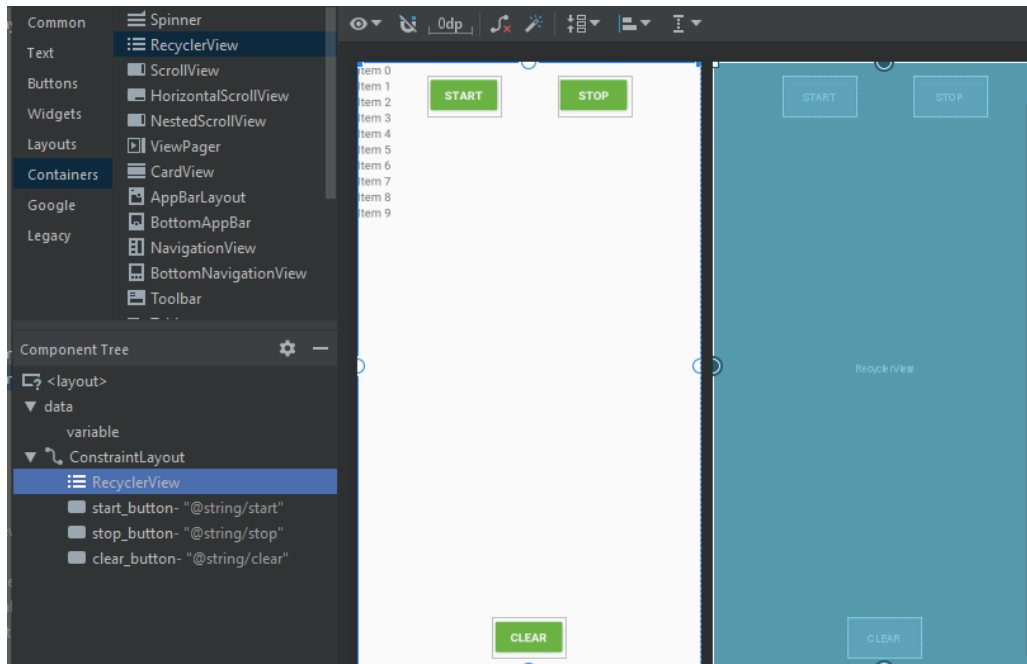 Common
Text
Buttons
Widgets
Layouts
Containers
Google
Legacy
Spinner
RecyclerView
ScrollView
HorizontalScrollView
NestedScrollView
ViewPager
CardView
AppBarLayout
BottomAppBar
NavigationView
BottomNavigationView
Toolbar
Component Tree
<layout>
data
variable
ConstraintLayout
RecyclerView
start_button- "@string/start"
stop_button- "@string/stop"
clear_button- "@string/clear"
0dp
Item 0
Item 1
Item 2
Item 3
Item 4
Item 5
Item 6
Item 7
Item 8
Item 9
START STOP
CLEAR
START STOP
RecyclerView
CLEAR